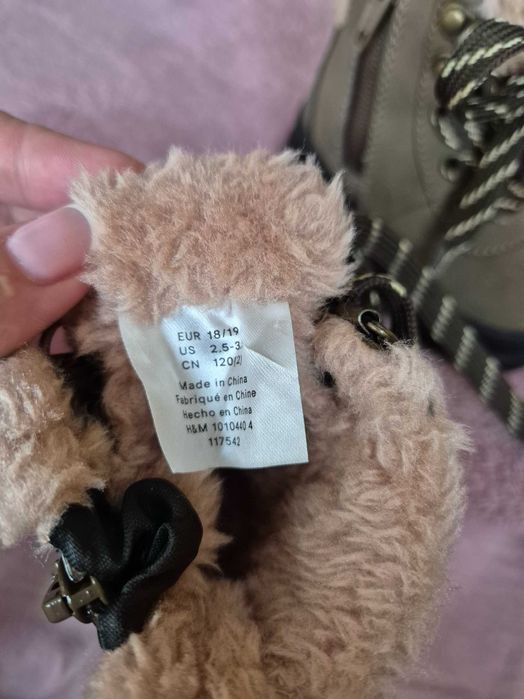 EUR 18/19
US 2.5-3
CN 120(2)
Made in China
Fabriqué en Chine
Hecho en China
H&M 1010440 4
117542